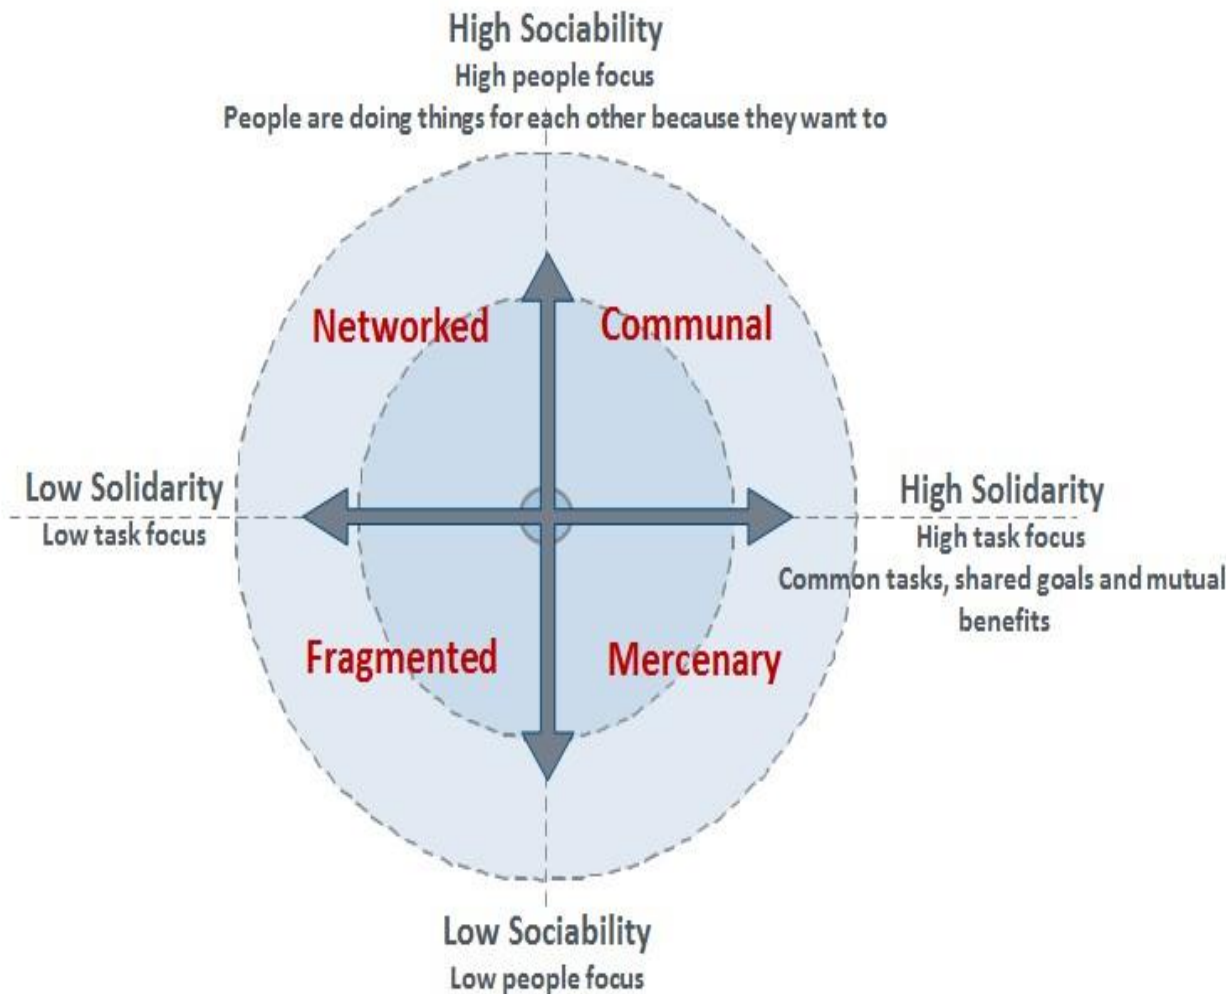 High Sociability
High people focus
People are doing things for each other because they want to
Networked
Communal
Low Solidarity
Low task focus
High Solidarity
High task focus
Common tasks, shared goals and mutual
benefits
Fragmented
Mercenary
Low Sociability
Low people focus